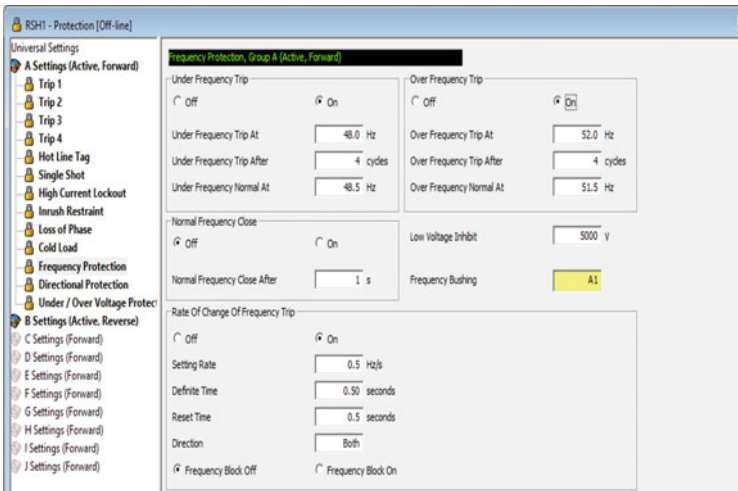 RSH1 - Protection [Off-line]
Universal Settings
A Settings (Active, Forward)
Trip 1
Trip 2
Trip 3
Trip 4
Hot Line Tag
Single Shot
High Current Lockout
Inrush Restraint
Loss of Phase
Cold Load
Frequency Protection
Directional Protection
Under / Over Voltage Protec
B Settings (Active, Reverse)
C Settings (Forward)
D Settings (Forward)
E Settings (Forward)
F Settings (Forward)
G Settings (Forward)
H Settings (Forward)
I Settings (Forward)
J Settings (Forward)
Frequency Protection, Group A (Active, Forward)
Under Frequency Trip
Off On
Under Frequency Trip At 48.0 Hz
Under Frequency Trip After 4 cycles
Under Frequency Normal At 48.5 Hz
Over Frequency Trip
Off On
Over Frequency Trip At 52.0 Hz
Over Frequency Trip After 4 cycles
Over Frequency Normal At 51.5 Hz
Normal Frequency Close
Off On
Normal Frequency Close After 1 s
Low Voltage Inhibit 5000 V
Frequency Bushing A1
Rate Of Change Of Frequency Trip
Off On
Setting Rate 0.5 Hz/s
Definite Time 0.50 seconds
Reset Time 0.5 seconds
Direction Both
Frequency Block Off Frequency Block On